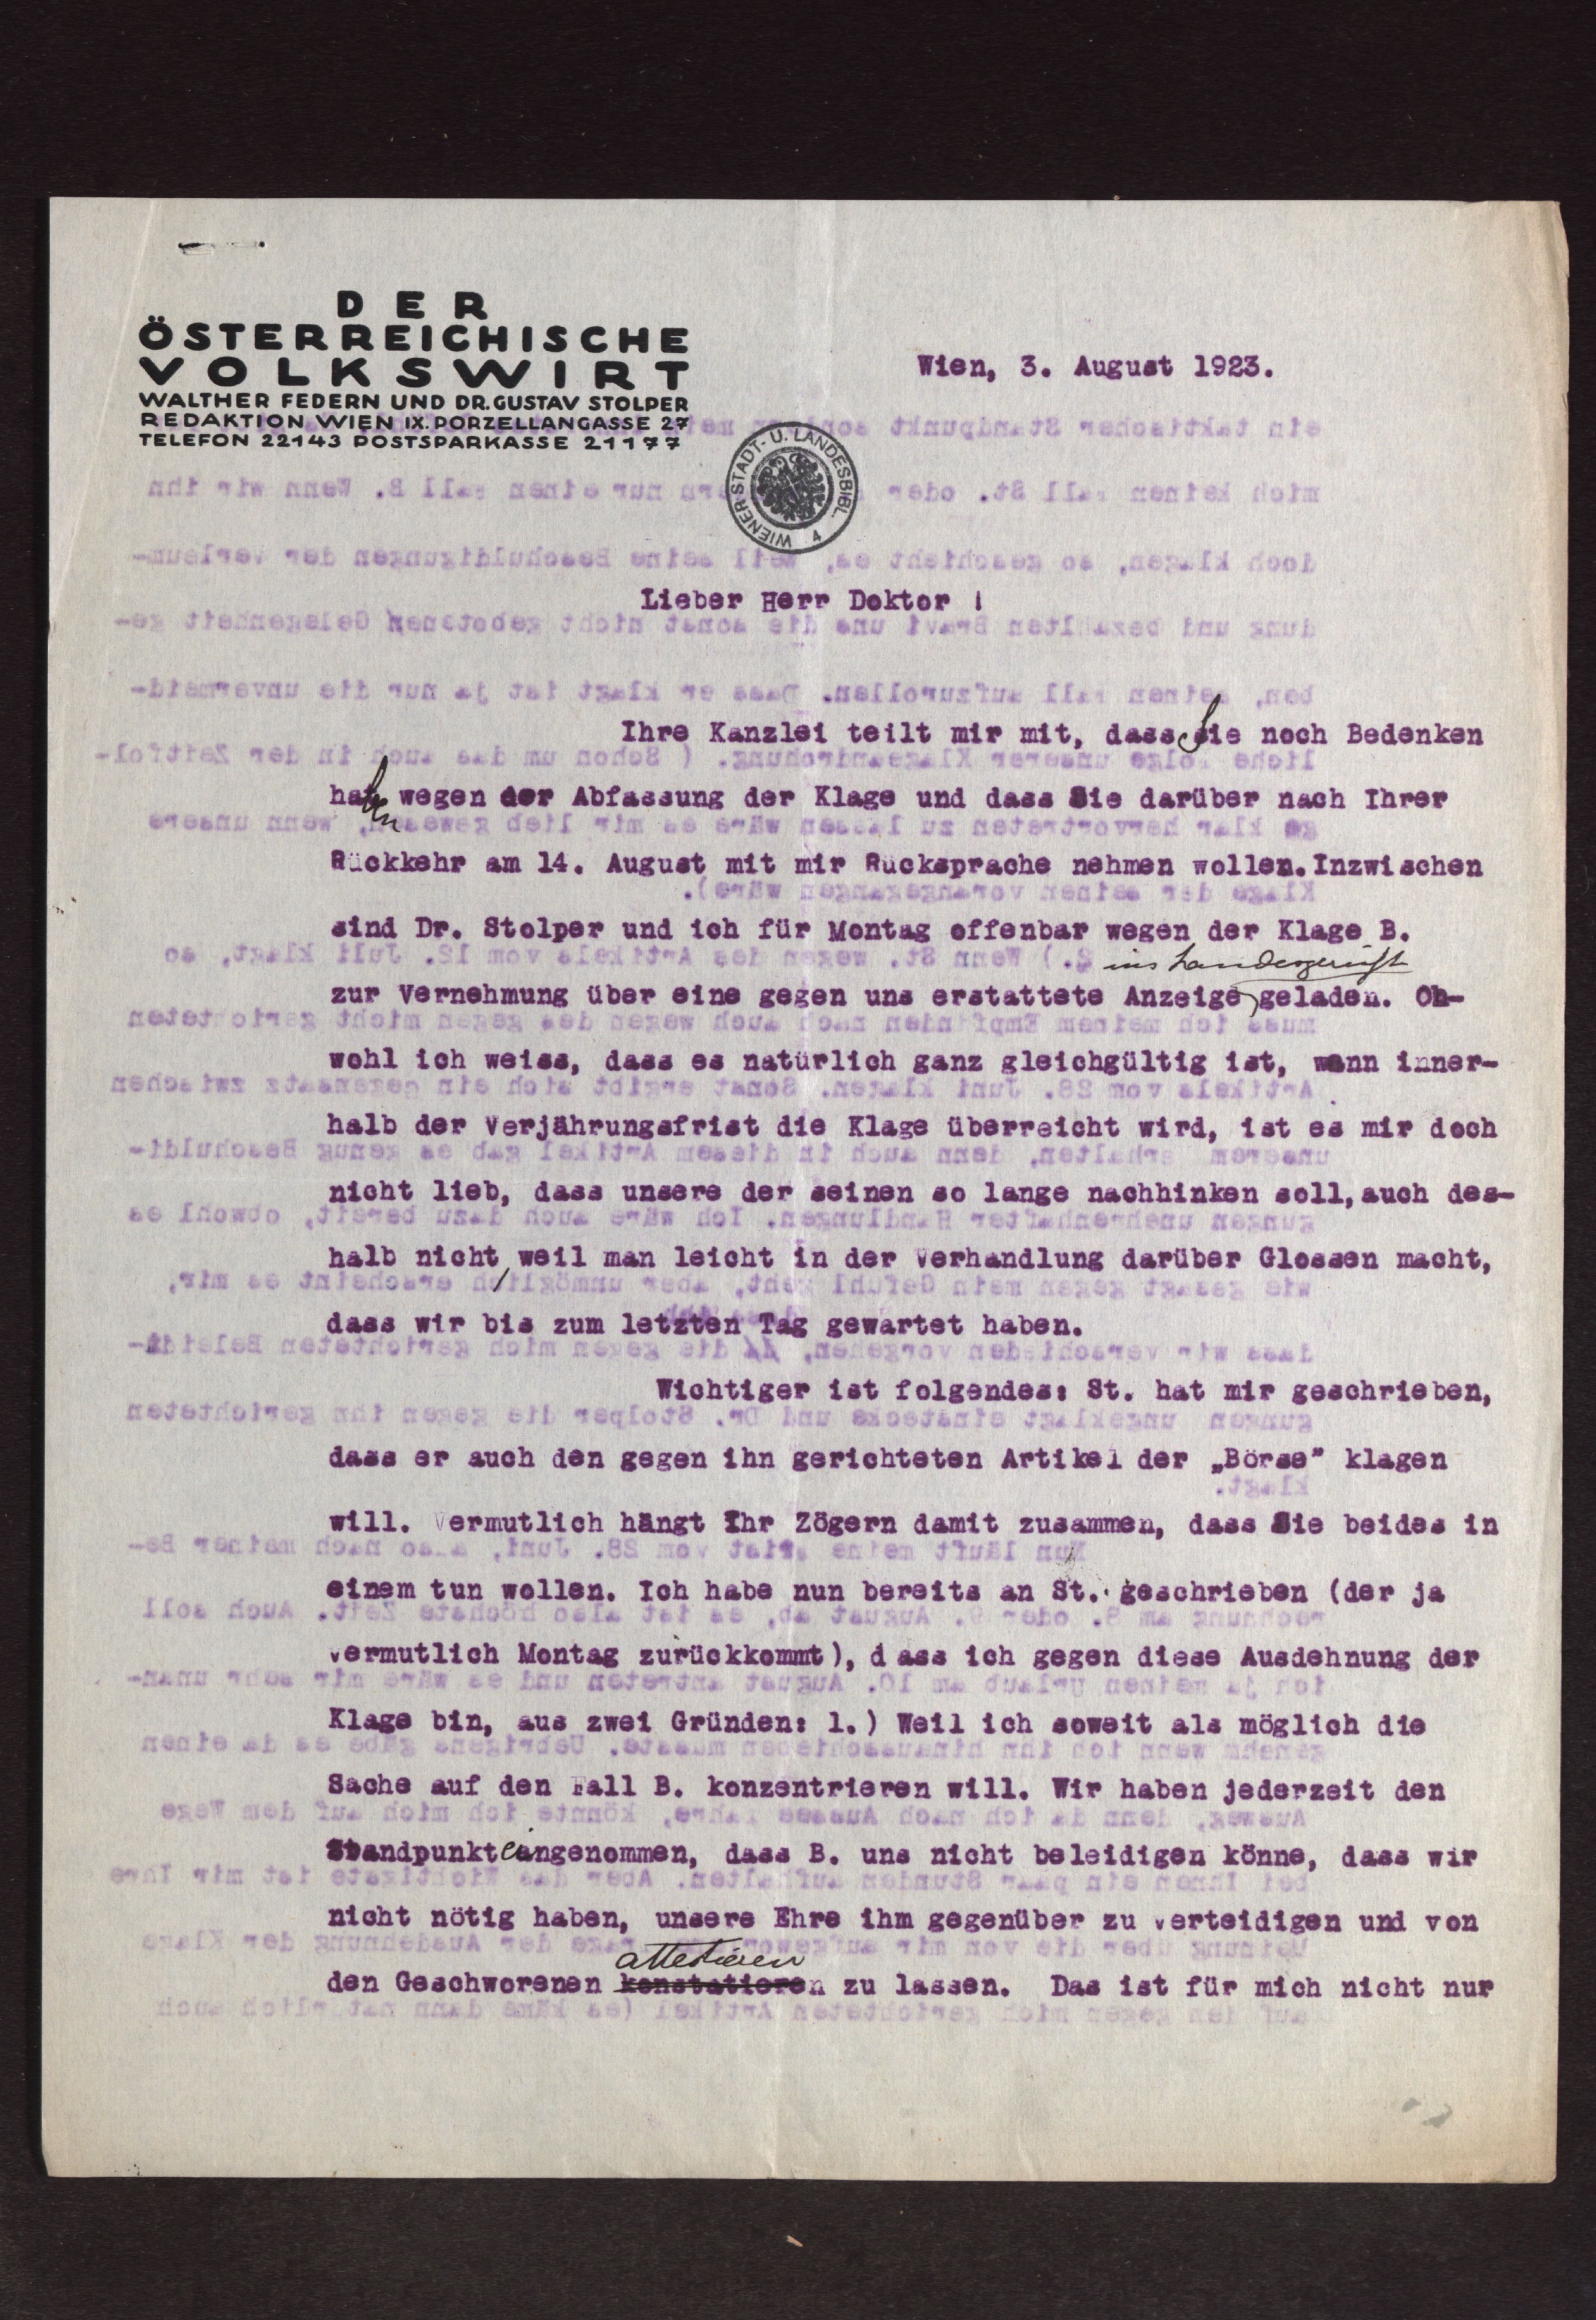 DER
ÖSTERREICHISCHE
VOLKSWIRT
WALTHER FEDERN UND DR. GUSTAV STOLPER
REDAKTION WIEN IX. PORZELLANGASSE 27
TELEFON 22143 POSTSPARKASSE 21177
Wien, 3. August 1923.
WIENER STADT- U. LANDESBIBL. 4
Lieber Herr Doktor !
Ihre Kanzlei teilt mir mit, dass Sie noch Bedenken
haben wegen der Abfassung der Klage und dass Sie darüber nach Ihrer
Rückkehr am 14. August mit mir Rücksprache nehmen wollen. Inzwischen
sind Dr. Stolper und ich für Montag offenbar wegen der Klage B.
ins Landesgericht
zur Vernehmung über eine gegen uns erstattete Anzeige geladen. Ob-
wohl ich weiss, dass es natürlich ganz gleichgültig ist, wann inner-
halb der Verjährungsfrist die Klage überreicht wird, ist es mir doch
nicht lieb, dass unsere der seinen so lange nachhinken soll, auch des-
halb nicht, weil man leicht in der Verhandlung darüber Glossen macht,
dass wir bis zum letzten Tag gewartet haben.
Wichtiger ist folgendes: St. hat mir geschrieben,
dass er auch den gegen ihn gerichteten Artikel der „Börse" klagen
will. Vermutlich hängt Ihr Zögern damit zusammen, dass Sie beides in
einem tun wollen. Ich habe nun bereits an St. geschrieben (der ja
vermutlich Montag zurückkommt), dass ich gegen diese Ausdehnung der
Klage bin, aus zwei Gründen: 1.) Weil ich soweit als möglich die
Sache auf den Fall B. konzentrieren will. Wir haben jederzeit den
Standpunkt eingenommen, dass B. uns nicht beleidigen könne, dass wir
nicht nötig haben, unsere Ehre ihm gegenüber zu verteidigen und von
attestieren
den Geschworenen konstatieren zu lassen. Das ist für mich nicht nur